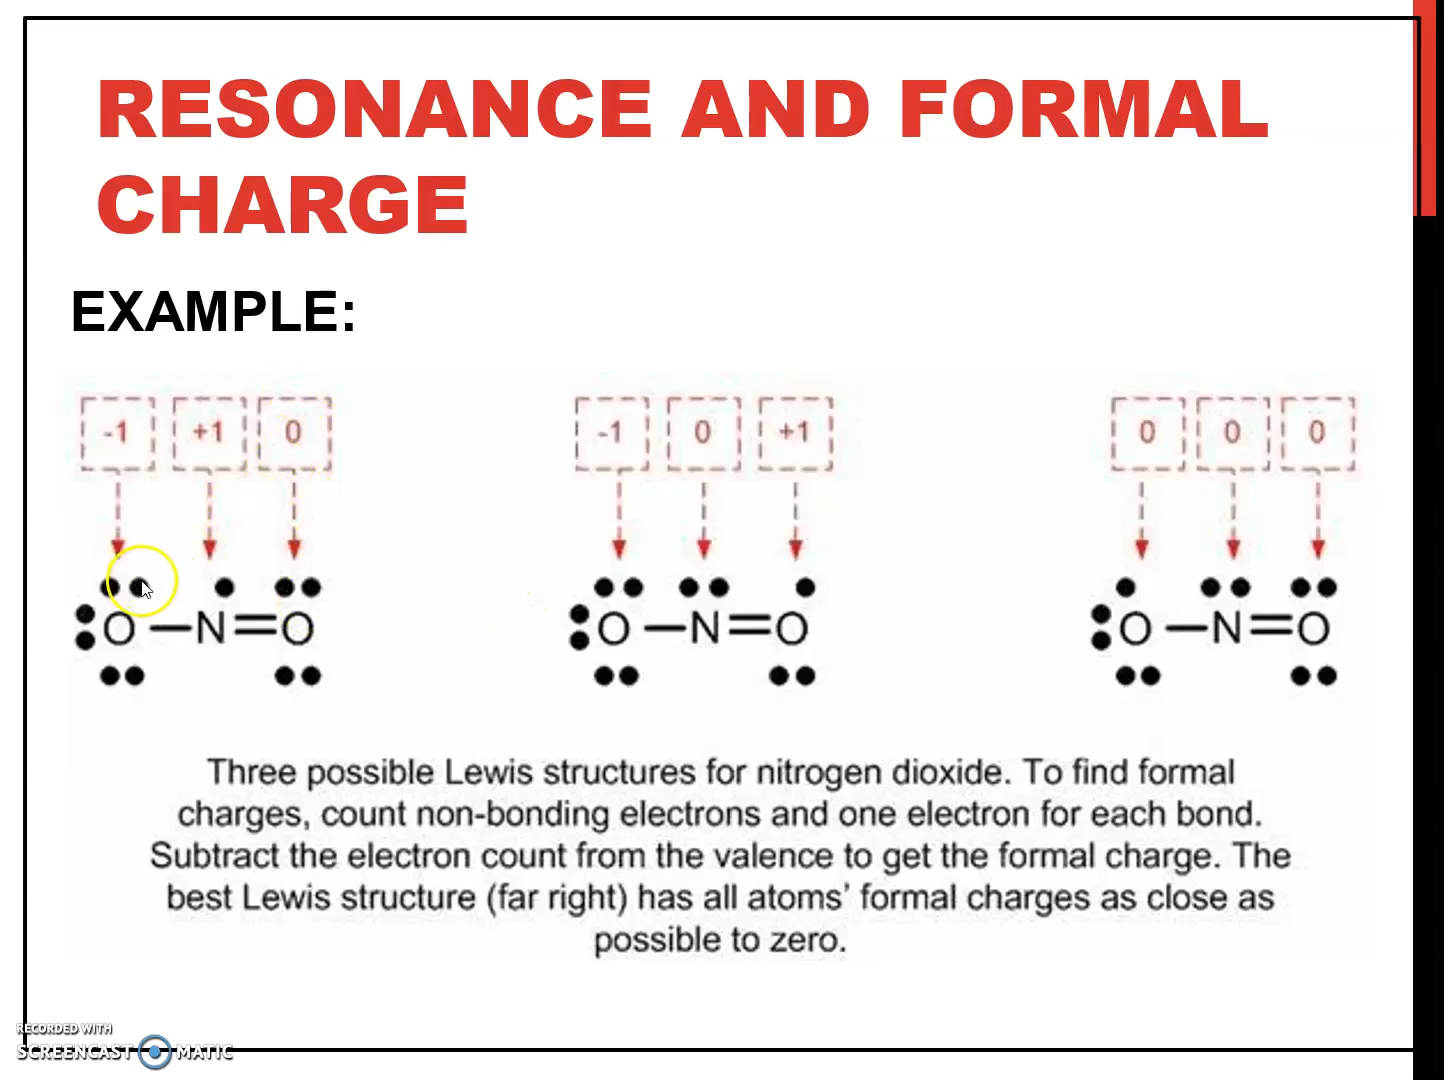 RESONANCE AND FORMAL
CHARGE
EXAMPLE:
-1 +1 0 -1 0 +1 0 0 0
O — N = O O — N = O O — N = O
Three possible Lewis structures for nitrogen dioxide. To find formal
charges, count non-bonding electrons and one electron for each bond.
Subtract the electron count from the valence to get the formal charge. The
best Lewis structure (far right) has all atoms' formal charges as close as
possible to zero.
RECORDED WITH
SCREENCAST MATIC